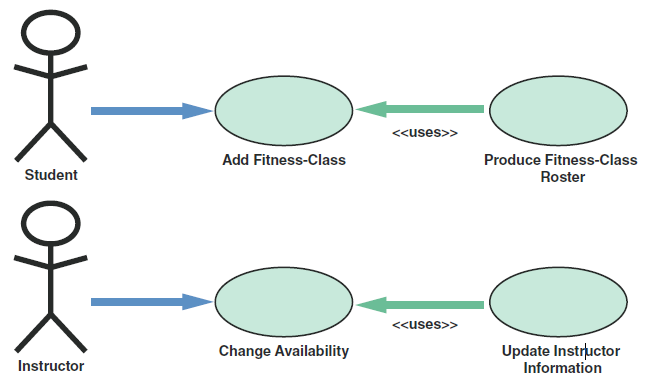 <<uses>>
Add Fitness-Class
Produce Fitness-Class
Roster
Student
<<uses>>
Change Availability
Update Instructor
Information
Instructor